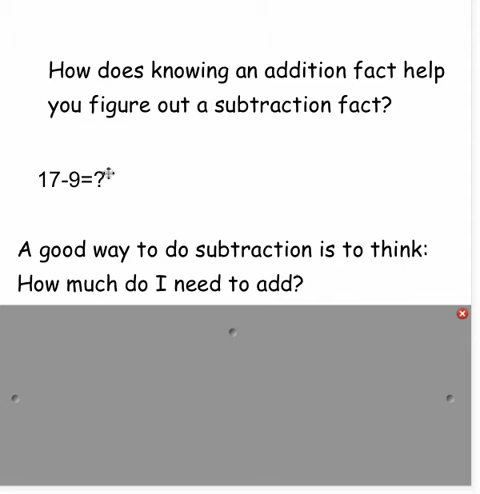 How does knowing an addition fact help
you figure out a subtraction fact?
17-9=?
A good way to do subtraction is to think:
How much do I need to add?